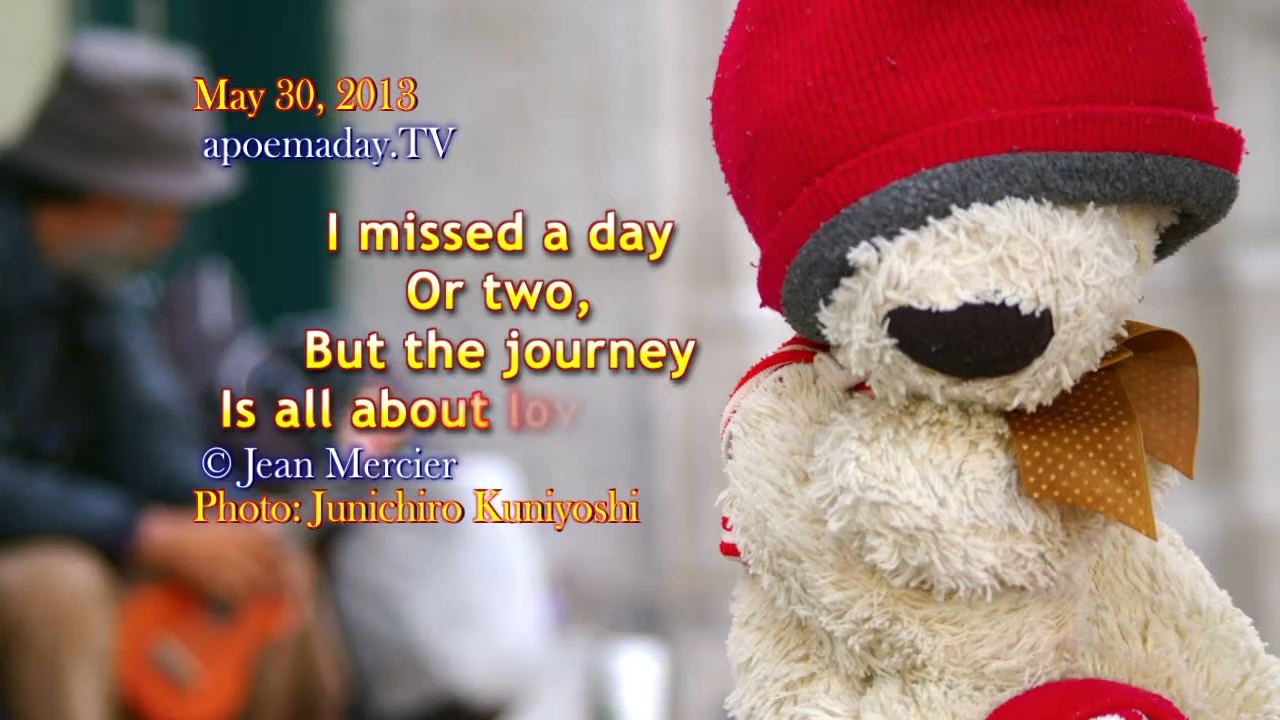 May 30, 2013
apoemaday.TV
I missed a day
Or two,
But the journey
Is all about lov
© Jean Mercier
Photo: Junichiro Kuniyoshi